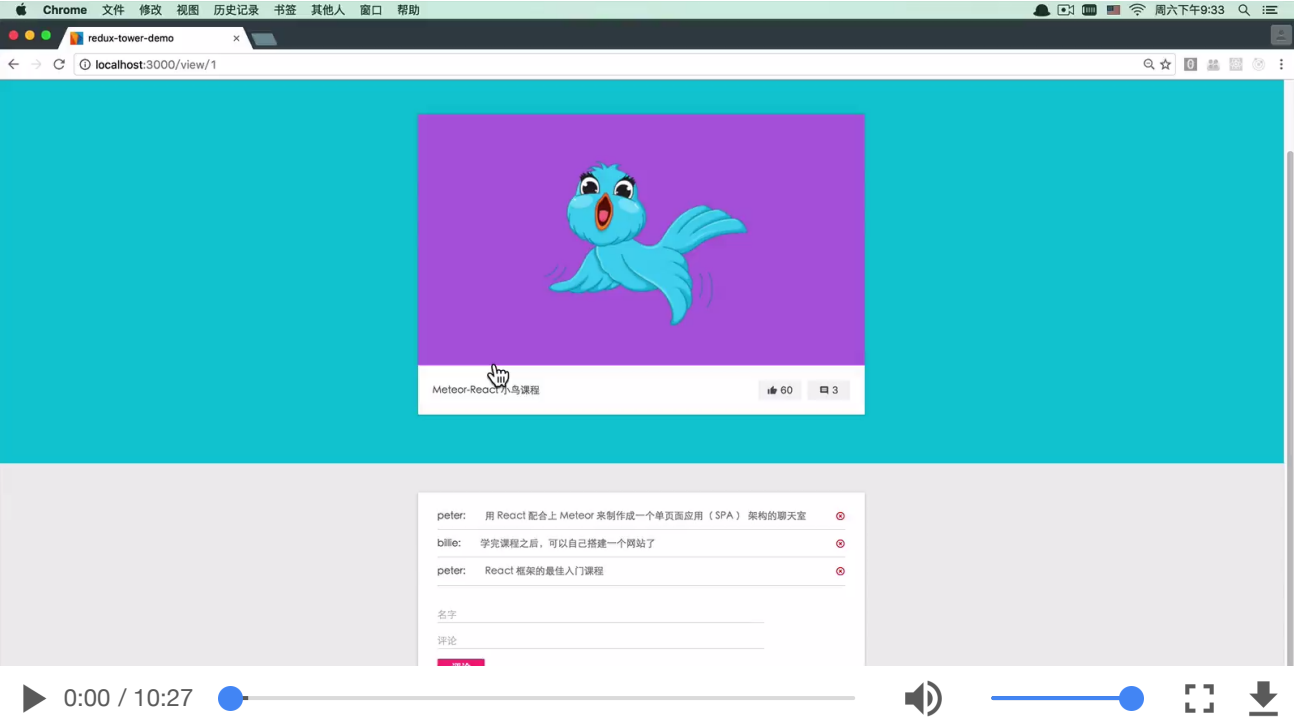 Chrome 文件 修改 视图 历史记录 书签 其他人 窗口 帮助 周六下午9:33
redux-tower-demo
localhost:3000/view/1
Meteor-React 小鸟课程 60 3
peter: 用 React 配合上 Meteor 来制作成一个单页面应用（ SPA ） 架构的聊天室
billie: 学完课程之后，可以自己搭建一个网站了
peter: React 框架的最佳入门课程
名字
评论
评论
0:00 / 10:27